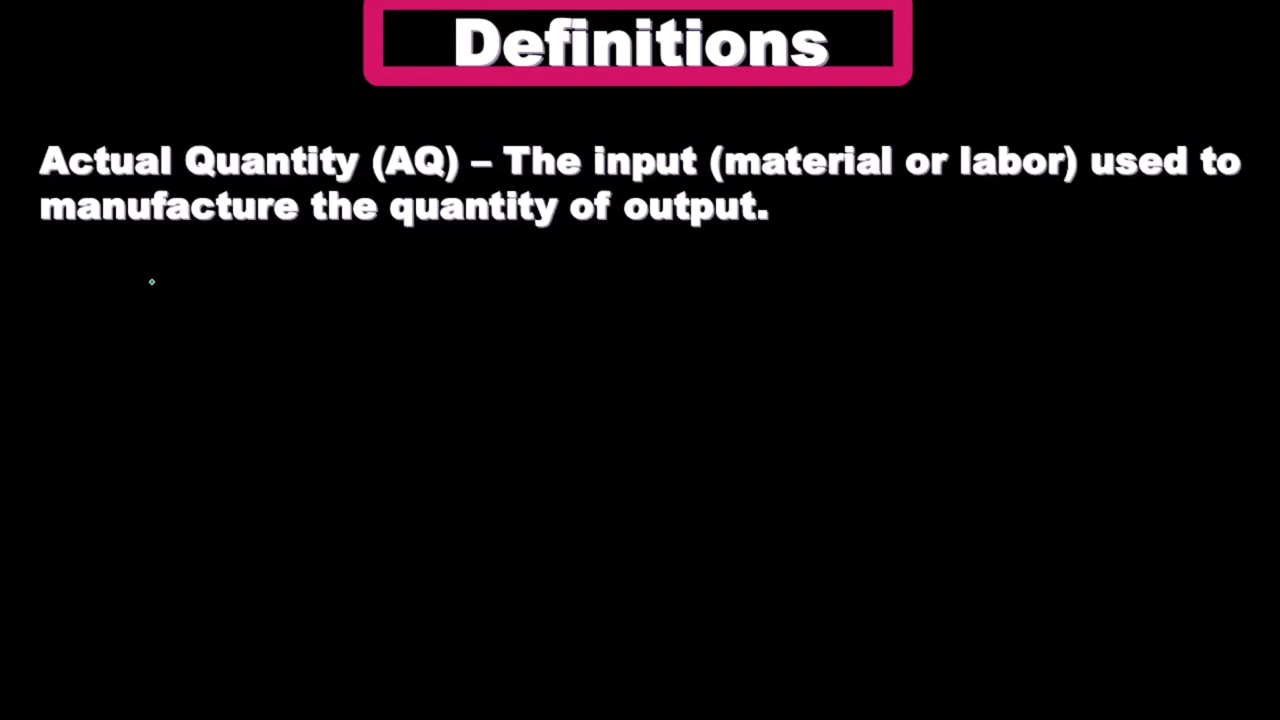 Definitions
Actual Quantity (AQ) – The input (material or labor) used to
manufacture the quantity of output.